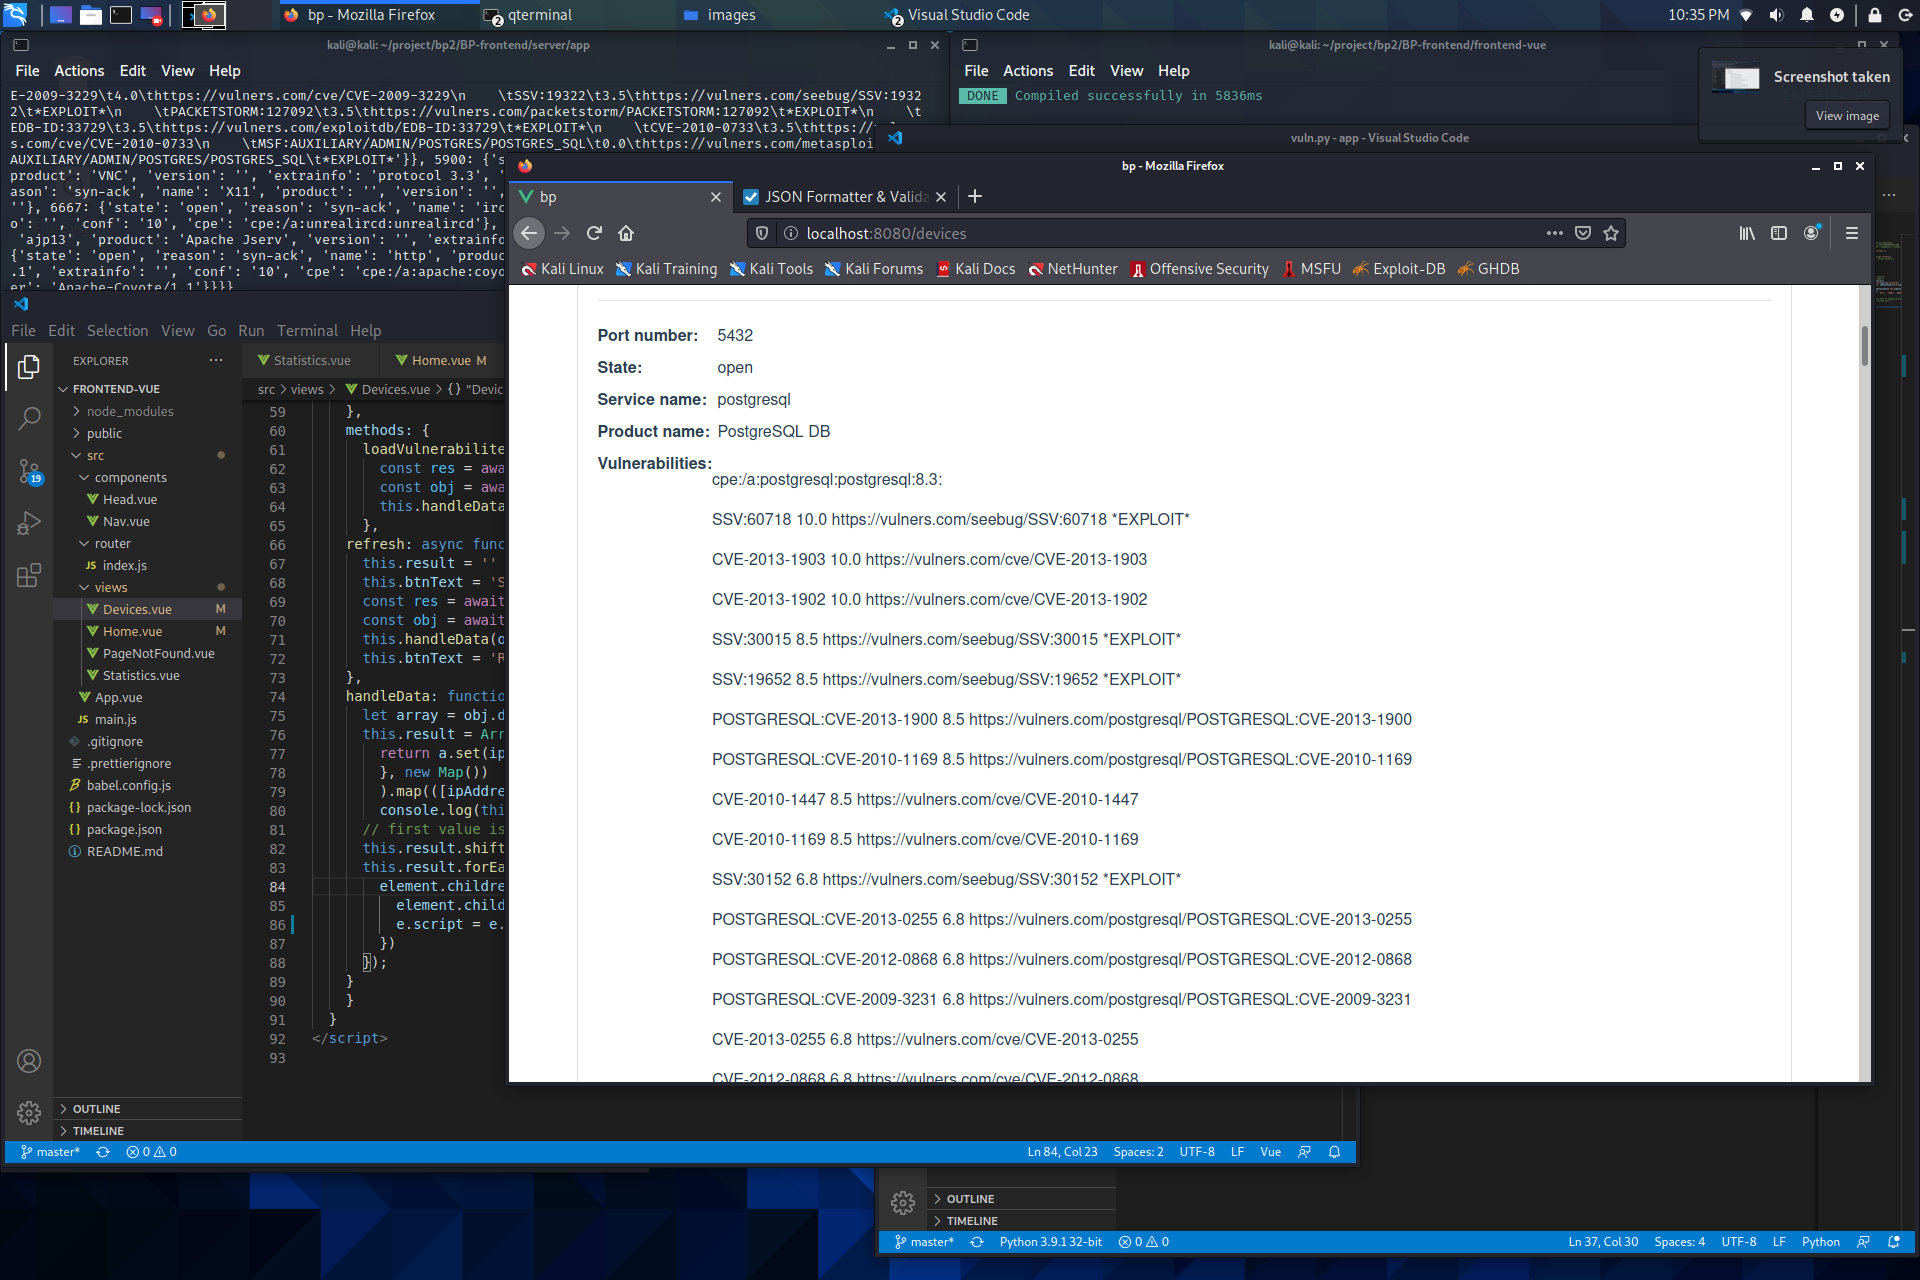 bp - Mozilla Firefox
2 qterminal
images
2 Visual Studio Code
10:35 PM
kali@kali: ~/project/bp2/BP-frontend/server/app
File Actions Edit View Help
E-2009-3229\t4.0\thttps://vulners.com/cve/CVE-2009-3229\n    \tSSV:19322\t3.5\thttps://vulners.com/seebug/SSV:1932
2\t*EXPLOIT*\n    \tPACKETSTORM:127092\t3.5\thttps://vulners.com/packetstorm/PACKETSTORM:127092\t*EXPLOIT*\n    \t
EDB-ID:33729\t3.5\thttps://vulners.com/exploitdb/EDB-ID:33729\t*EXPLOIT*\n    \tCVE-2010-0733\t3.5\thttps://
s.com/cve/CVE-2010-0733\n    \tMSF:AUXILIARY/ADMIN/POSTGRES/POSTGRES_SQL\t0.0\thttps://vulners.com/metasploi
AUXILIARY/ADMIN/POSTGRES/POSTGRES_SQL\t*EXPLOIT*'}}, 5900: {'s
product': 'VNC', 'version': '', 'extrainfo': 'protocol 3.3', '
ason': 'syn-ack', 'name': 'X11', 'product': '', 'version': '',
''}, 6667: {'state': 'open', 'reason': 'syn-ack', 'name': 'irc
o': '', 'conf': '10', 'cpe': 'cpe:/a:unrealircd:unrealircd'},
'ajp13', 'product': 'Apache Jserv', 'version': '', 'extrainfo
{'state': 'open', 'reason': 'syn-ack', 'name': 'http', 'produc
.1', 'extrainfo': '', 'conf': '10', 'cpe': 'cpe:/a:apache:coyo
er': 'Apache-Coyote/1.1'}}}}
kali@kali: ~/project/bp2/BP-frontend/frontend-vue
File Actions Edit View Help
DONE Compiled successfully in 5836ms
Screenshot taken
View image
vuln.py - app - Visual Studio Code
bp - Mozilla Firefox
bp
JSON Formatter & Valida
localhost:8080/devices
Kali Linux Kali Training Kali Tools Kali Forums Kali Docs NetHunter Offensive Security MSFU Exploit-DB GHDB
Port number: 5432
State: open
Service name: postgresql
Product name: PostgreSQL DB
Vulnerabilities:
cpe:/a:postgresql:postgresql:8.3:
SSV:60718 10.0 https://vulners.com/seebug/SSV:60718 *EXPLOIT*
CVE-2013-1903 10.0 https://vulners.com/cve/CVE-2013-1903
CVE-2013-1902 10.0 https://vulners.com/cve/CVE-2013-1902
SSV:30015 8.5 https://vulners.com/seebug/SSV:30015 *EXPLOIT*
SSV:19652 8.5 https://vulners.com/seebug/SSV:19652 *EXPLOIT*
POSTGRESQL:CVE-2013-1900 8.5 https://vulners.com/postgresql/POSTGRESQL:CVE-2013-1900
POSTGRESQL:CVE-2010-1169 8.5 https://vulners.com/postgresql/POSTGRESQL:CVE-2010-1169
CVE-2010-1447 8.5 https://vulners.com/cve/CVE-2010-1447
CVE-2010-1169 8.5 https://vulners.com/cve/CVE-2010-1169
SSV:30152 6.8 https://vulners.com/seebug/SSV:30152 *EXPLOIT*
POSTGRESQL:CVE-2013-0255 6.8 https://vulners.com/postgresql/POSTGRESQL:CVE-2013-0255
POSTGRESQL:CVE-2012-0868 6.8 https://vulners.com/postgresql/POSTGRESQL:CVE-2012-0868
POSTGRESQL:CVE-2009-3231 6.8 https://vulners.com/postgresql/POSTGRESQL:CVE-2009-3231
CVE-2013-0255 6.8 https://vulners.com/cve/CVE-2013-0255
CVE-2012-0868 6.8 https://vulners.com/cve/CVE-2012-0868
File Edit Selection View Go Run Terminal Help
EXPLORER
FRONTEND-VUE
node_modules
public
src
components
Head.vue
Nav.vue
router
JS index.js
views
Devices.vue M
Home.vue M
PageNotFound.vue
Statistics.vue
App.vue
JS main.js
.gitignore
.prettierignore
babel.config.js
{} package-lock.json
{} package.json
README.md
OUTLINE
TIMELINE
19
Statistics.vue
Home.vue M
src > views > Devices.vue > {} "Devic
59 },
60 methods: {
61 loadVulnerabilite
62 const res = awa
63 const obj = awa
64 this.handleData
65 },
66 refresh: async func
67 this.result = ''
68 this.btnText = 'S
69 const res = await
70 const obj = await
71 this.handleData(o
72 this.btnText = 'R
73 },
74 handleData: functio
75 let array = obj.d
76 this.result = Arr
77 return a.set(ip
78 }, new Map())
79 ).map(([ipAddre
80 console.log(thi
81 // first value is
82 this.result.shift
83 this.result.forEa
84 element.childre
85 element.child
86 e.script = e.
87 })
88 });
89 }
90 }
91 }
92 </script>
93
master* 0 0
Ln 84, Col 23 Spaces: 2 UTF-8 LF Vue
OUTLINE
TIMELINE
master* Python 3.9.1 32-bit 0 0
Ln 37, Col 30 Spaces: 4 UTF-8 LF Python